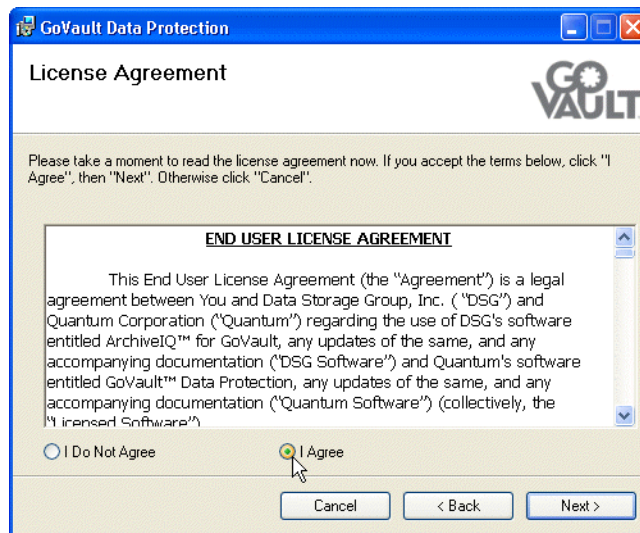 GoVault Data Protection
License Agreement
GO
VAULT
Please take a moment to read the license agreement now. If you accept the terms below, click "I
Agree", then "Next". Otherwise click "Cancel".
END USER LICENSE AGREEMENT
This End User License Agreement (the “Agreement”) is a legal
agreement between You and Data Storage Group, Inc. ( “DSG”) and
Quantum Corporation (“Quantum”) regarding the use of DSG's software
entitled ArchiveIQ™ for GoVault, any updates of the same, and any
accompanying documentation (“DSG Software”) and Quantum's software
entitled GoVault™ Data Protection, any updates of the same, and any
accompanying documentation (“Quantum Software”) (collectively, the
“Licensed Software”)
I Do Not Agree
I Agree
Cancel
< Back
Next >